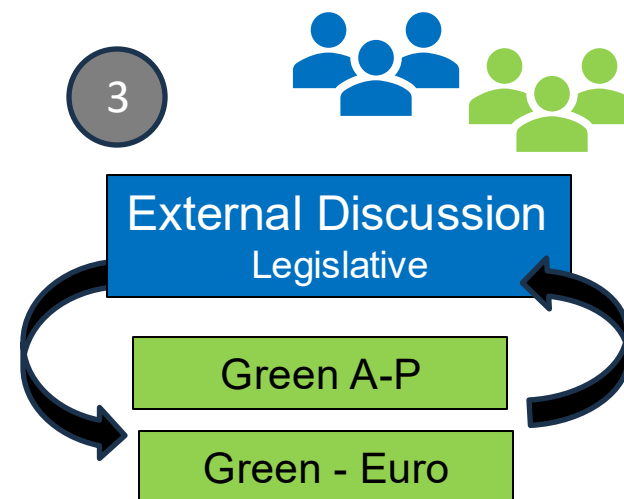 3
External Discussion
Legislative
Green A-P
Green - Euro